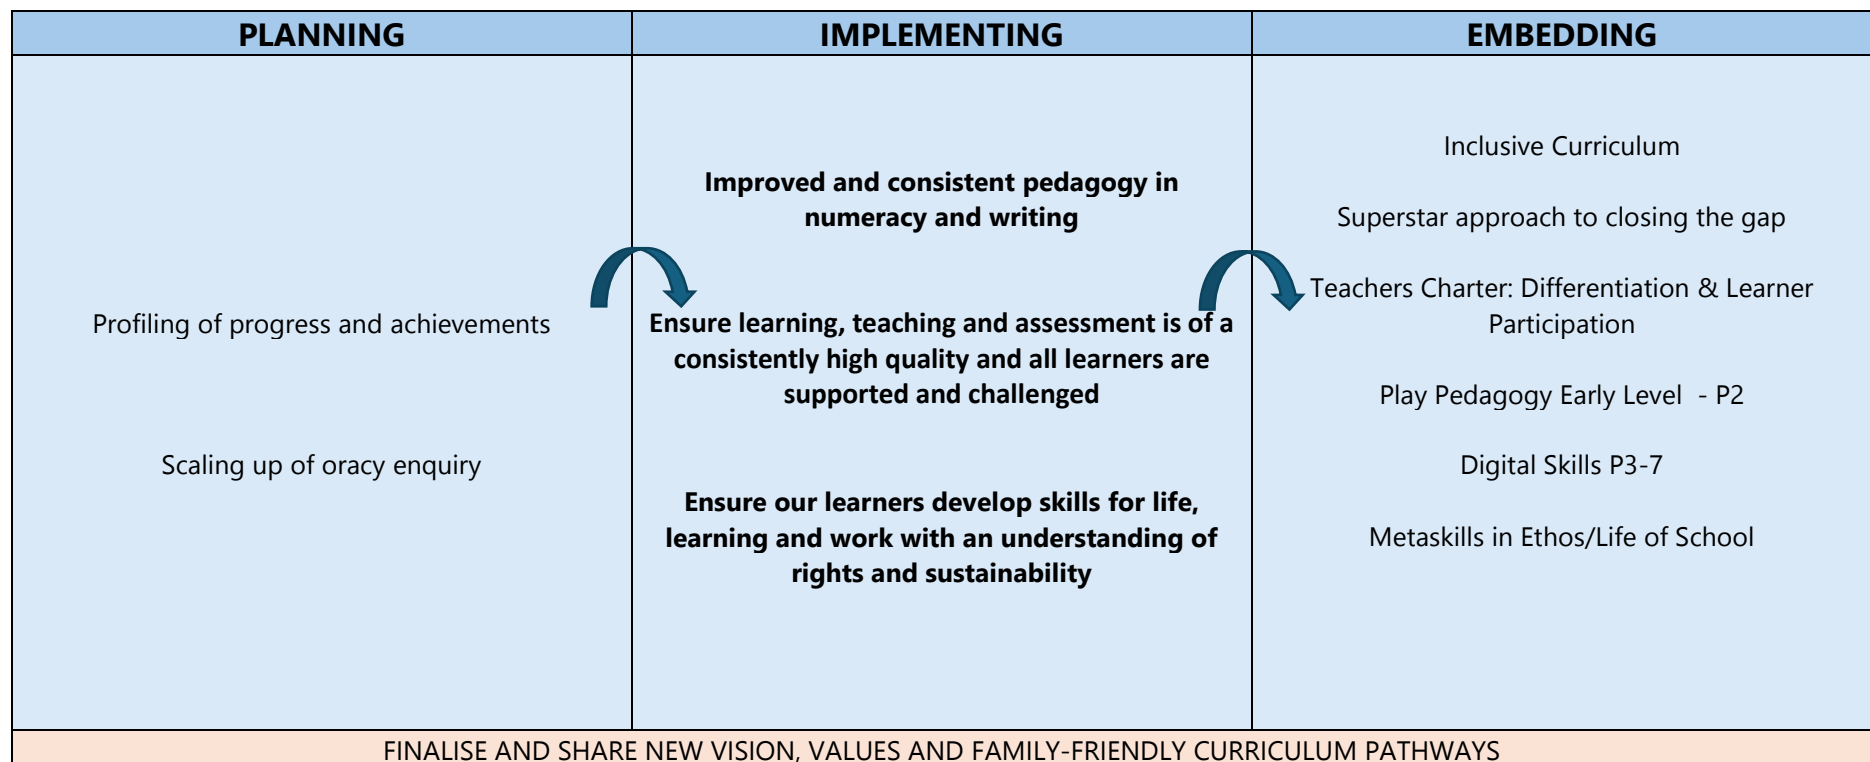 PLANNING
IMPLEMENTING
EMBEDDING
Profiling of progress and achievements
Scaling up of oracy enquiry
Improved and consistent pedagogy in
numeracy and writing
Ensure learning, teaching and assessment is of a
consistently high quality and all learners are
supported and challenged
Ensure our learners develop skills for life,
learning and work with an understanding of
rights and sustainability
Inclusive Curriculum
Superstar approach to closing the gap
Teachers Charter: Differentiation & Learner
Participation
Play Pedagogy Early Level  - P2
Digital Skills P3-7
Metaskills in Ethos/Life of School
FINALISE AND SHARE NEW VISION, VALUES AND FAMILY-FRIENDLY CURRICULUM PATHWAYS